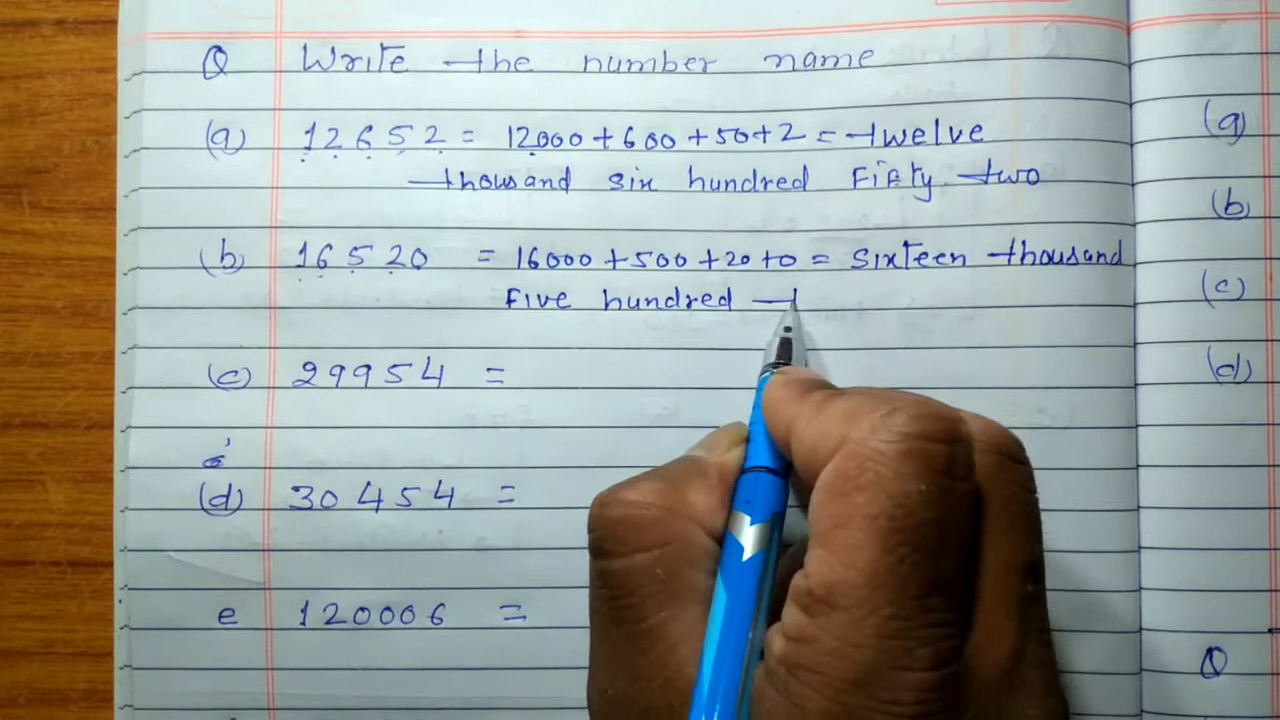 Q Write the number name
(a) 12652 = 12000+600+50+2 = twelve
thousand six hundred Fifty two
(b) 16520 = 16000+500+20+0 = sixteen thousand
Five hundred t
(c) 29954 =
(d) 30454 =
e 120006 =
(g)
(b)
(c)
(d)
Q